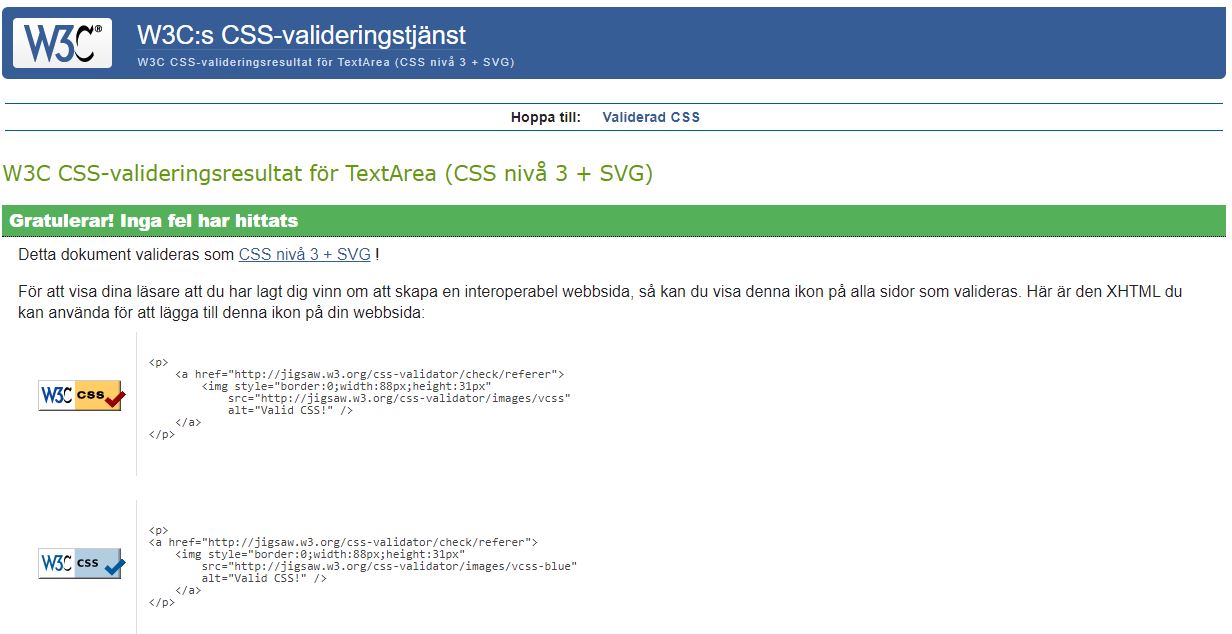 W3C®
W3C:s CSS-valideringstjänst
W3C CSS-valideringsresultat för TextArea (CSS nivå 3 + SVG)
Hoppa till: Validerad CSS
W3C CSS-valideringsresultat för TextArea (CSS nivå 3 + SVG)
Gratulerar! Inga fel har hittats
Detta dokument valideras som CSS nivå 3 + SVG !
För att visa dina läsare att du har lagt dig vinn om att skapa en interoperabel webbsida, så kan du visa denna ikon på alla sidor som valideras. Här är den XHTML du
kan använda för att lägga till denna ikon på din webbsida:
W3C css
<p>
<a href="http://jigsaw.w3.org/css-validator/check/referer">
<img style="border:0;width:88px;height:31px"
src="http://jigsaw.w3.org/css-validator/images/vcss"
alt="Valid CSS!" />
</a>
</p>
W3C css
<p>
<a href="http://jigsaw.w3.org/css-validator/check/referer">
<img style="border:0;width:88px;height:31px"
src="http://jigsaw.w3.org/css-validator/images/vcss-blue"
alt="Valid CSS!" />
</a>
</p>